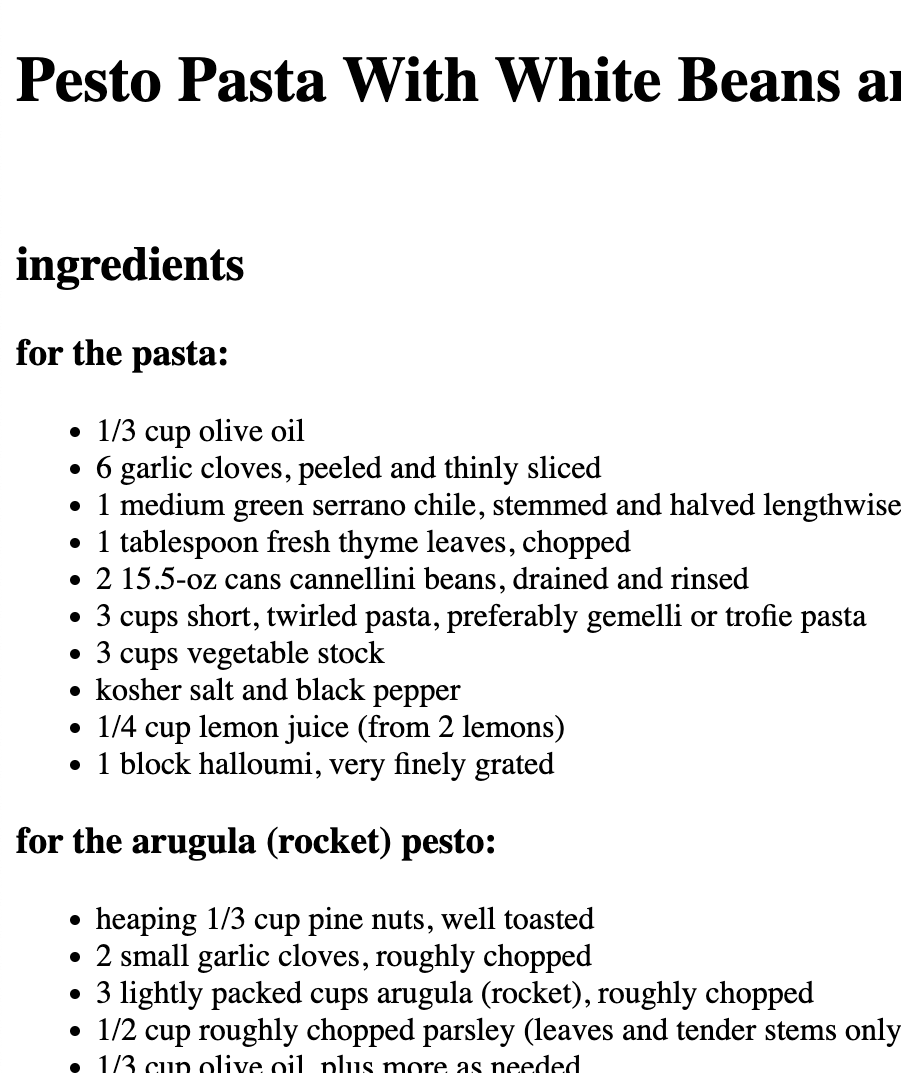 Pesto Pasta With White Beans
ingredients
for the pasta:
• 1/3 cup olive oil
• 6 garlic cloves, peeled and thinly sliced
• 1 medium green serrano chile, stemmed and halved lengthwise
• 1 tablespoon fresh thyme leaves, chopped
• 2 15.5-oz cans cannellini beans, drained and rinsed
• 3 cups short, twirled pasta, preferably gemelli or trofie pasta
• 3 cups vegetable stock
• kosher salt and black pepper
• 1/4 cup lemon juice (from 2 lemons)
• 1 block halloumi, very finely grated
for the arugula (rocket) pesto:
• heaping 1/3 cup pine nuts, well toasted
• 2 small garlic cloves, roughly chopped
• 3 lightly packed cups arugula (rocket), roughly chopped
• 1/2 cup roughly chopped parsley (leaves and tender stems only
• 1/3 cup olive oil, plus more as needed